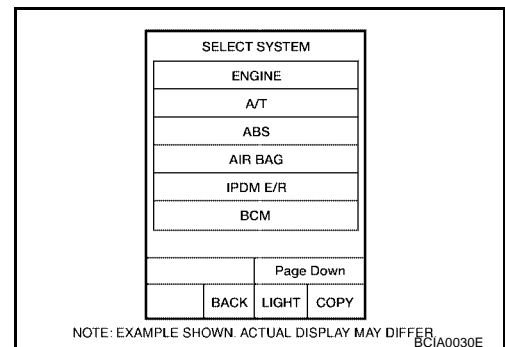 SELECT SYSTEM
ENGINE
A/T
ABS
AIR BAG
IPDM E/R
BCM
Page Down
BACK LIGHT COPY
NOTE: EXAMPLE SHOWN. ACTUAL DISPLAY MAY DIFFER
BCIA0030E